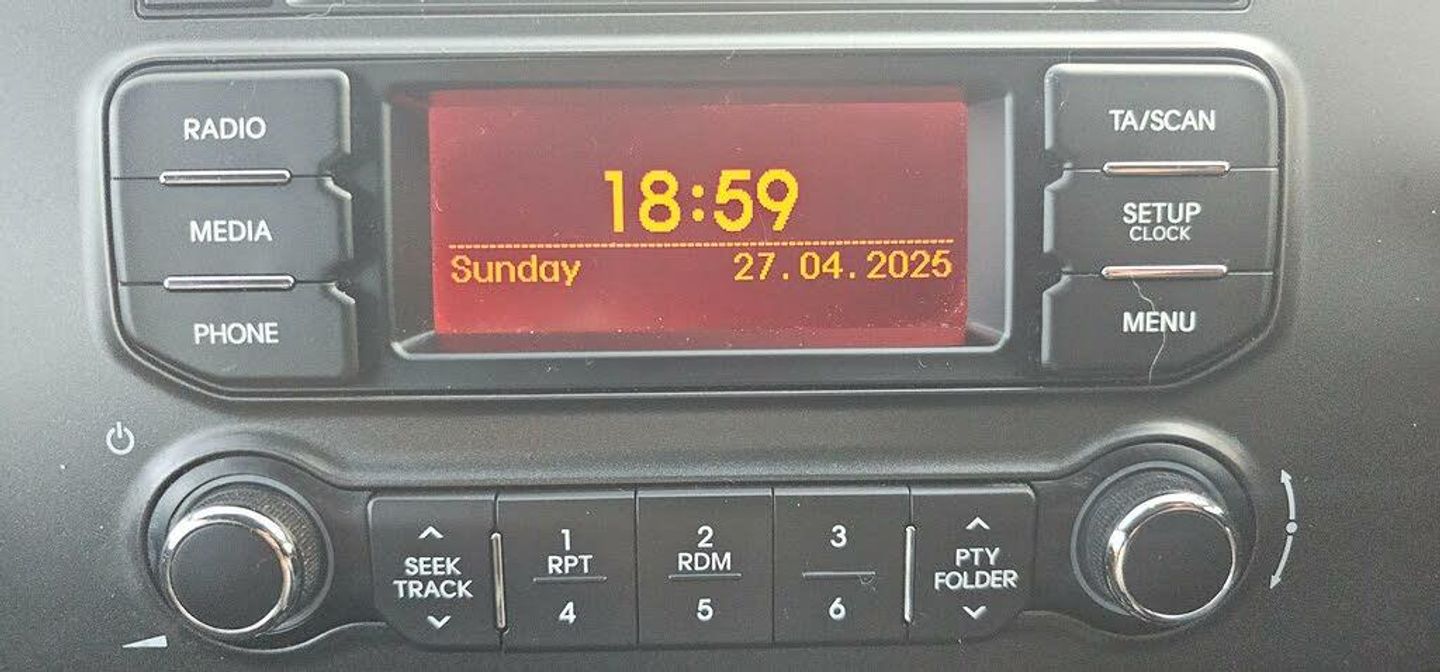 RADIO
MEDIA
PHONE
18:59
Sunday 27.04.2025
TA/SCAN
SETUP
CLOCK
MENU
SEEK
TRACK
1
RPT
4
2
RDM
5
3
6
PTY
FOLDER